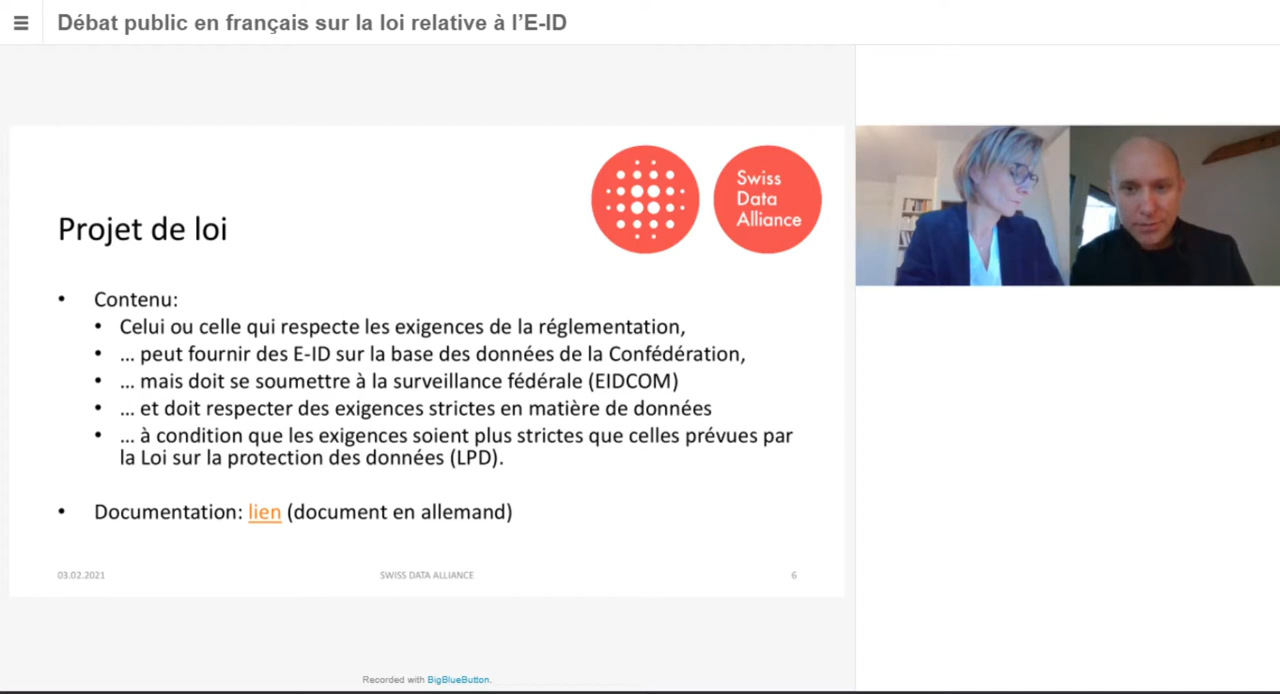 Débat public en français sur la loi relative à l’E-ID
Swiss
Data
Alliance
Projet de loi
• Contenu:
• Celui ou celle qui respecte les exigences de la réglementation,
• … peut fournir des E-ID sur la base des données de la Confédération,
• … mais doit se soumettre à la surveillance fédérale (EIDCOM)
• … et doit respecter des exigences strictes en matière de données
• … à condition que les exigences soient plus strictes que celles prévues par
la Loi sur la protection des données (LPD).
• Documentation: lien (document en allemand)
03.02.2021 SWISS DATA ALLIANCE 6
Recorded with BigBlueButton.